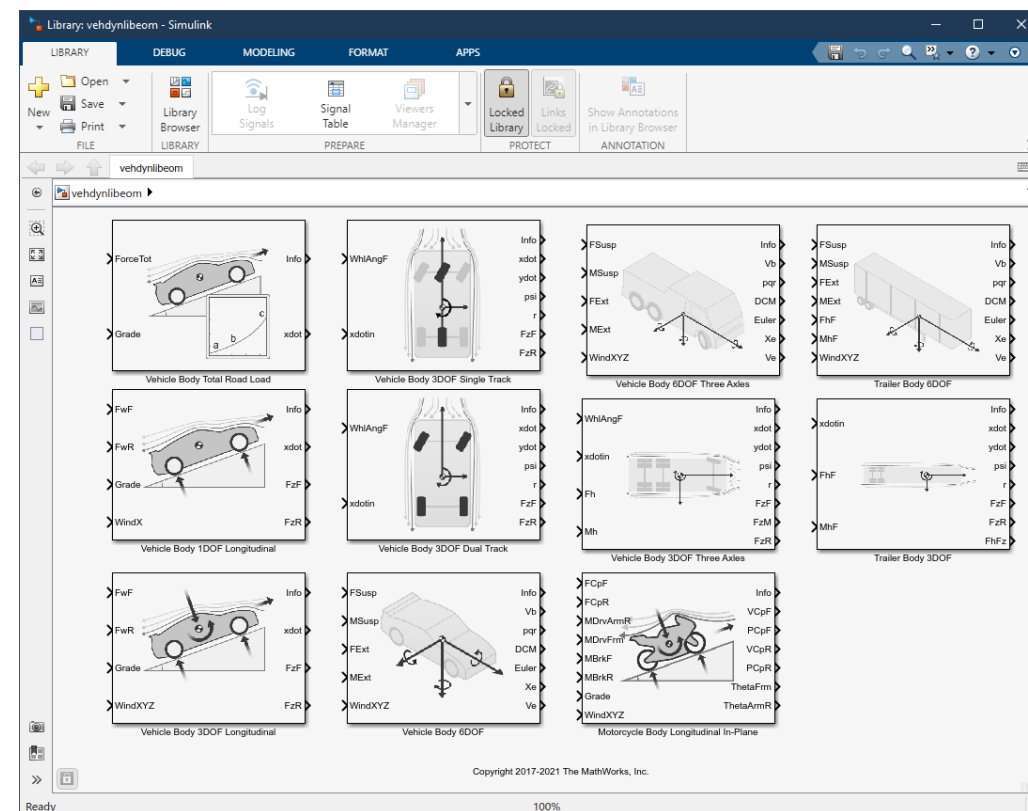 Library: vehdynlibeom - Simulink
LIBRARY DEBUG MODELING FORMAT APPS
New
Open
Save
Print
FILE
Library Browser
LIBRARY
Log Signals
Signal Table
Viewers Manager
PREPARE
Locked Library
Links Locked
PROTECT
Show Annotations in Library Browser
ANNOTATION
vehdynlibeom
vehdynlibeom
ForceTot
Grade
a
b
c
Info
xdot
Vehicle Body Total Road Load
WhlAngF
xdotin
Info
xdot
ydot
psi
r
FzF
FzR
Vehicle Body 3DOF Single Track
FSusp
MSusp
FExt
MExt
WindXYZ
Info
Vb
pqr
DCM
Euler
Xe
Ve
Vehicle Body 6DOF Three Axles
FSusp
MSusp
FExt
MExt
FhF
MhF
WindXYZ
Info
Vb
pqr
DCM
Euler
Xe
Ve
Trailer Body 6DOF
FwF
FwR
Grade
WindX
Info
xdot
FzF
FzR
Vehicle Body 1DOF Longitudinal
WhlAngF
xdotin
Info
xdot
ydot
psi
r
FzF
FzR
Vehicle Body 3DOF Dual Track
WhlAngF
xdotin
Fh
Mh
Info
xdot
ydot
psi
r
FzF
FzM
FzR
Vehicle Body 3DOF Three Axles
xdotin
FhF
MhF
Info
xdot
ydot
psi
r
FzF
FzR
FhFz
Trailer Body 3DOF
FwF
FwR
Grade
WindXYZ
Info
xdot
FzF
FzR
Vehicle Body 3DOF Longitudinal
FSusp
MSusp
FExt
MExt
WindXYZ
Info
Vb
pqr
DCM
Euler
Xe
Ve
Vehicle Body 6DOF
FCpF
FCpR
MDrvArmR
MDrvFrm
MBrkF
MBrkR
Grade
WindXYZ
Info
VCpF
PCpF
VCpR
PCpR
ThetaFrm
ThetaArmR
Motorcycle Body Longitudinal In-Plane
Copyright 2017-2021 The MathWorks, Inc.
Ready 100%